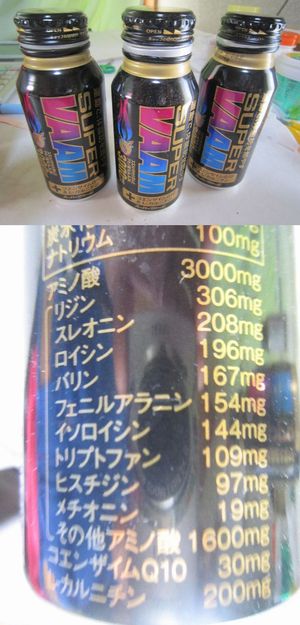 OPEN
SUPER
VAAM
OPEN
SUPER
VAAM
SUPER
VAAM
ナトリウム 100mg
アミノ酸 3000mg
リジン 306mg
スレオニン 208mg
ロイシン 196mg
バリン 167mg
フェニルアラニン 154mg
イソロイシン 144mg
トリプトファン 109mg
ヒスチジン 97mg
メチオニン 19mg
その他アミノ酸 1600mg
コエンザイムQ10 30mg
L-カルニチン 200mg